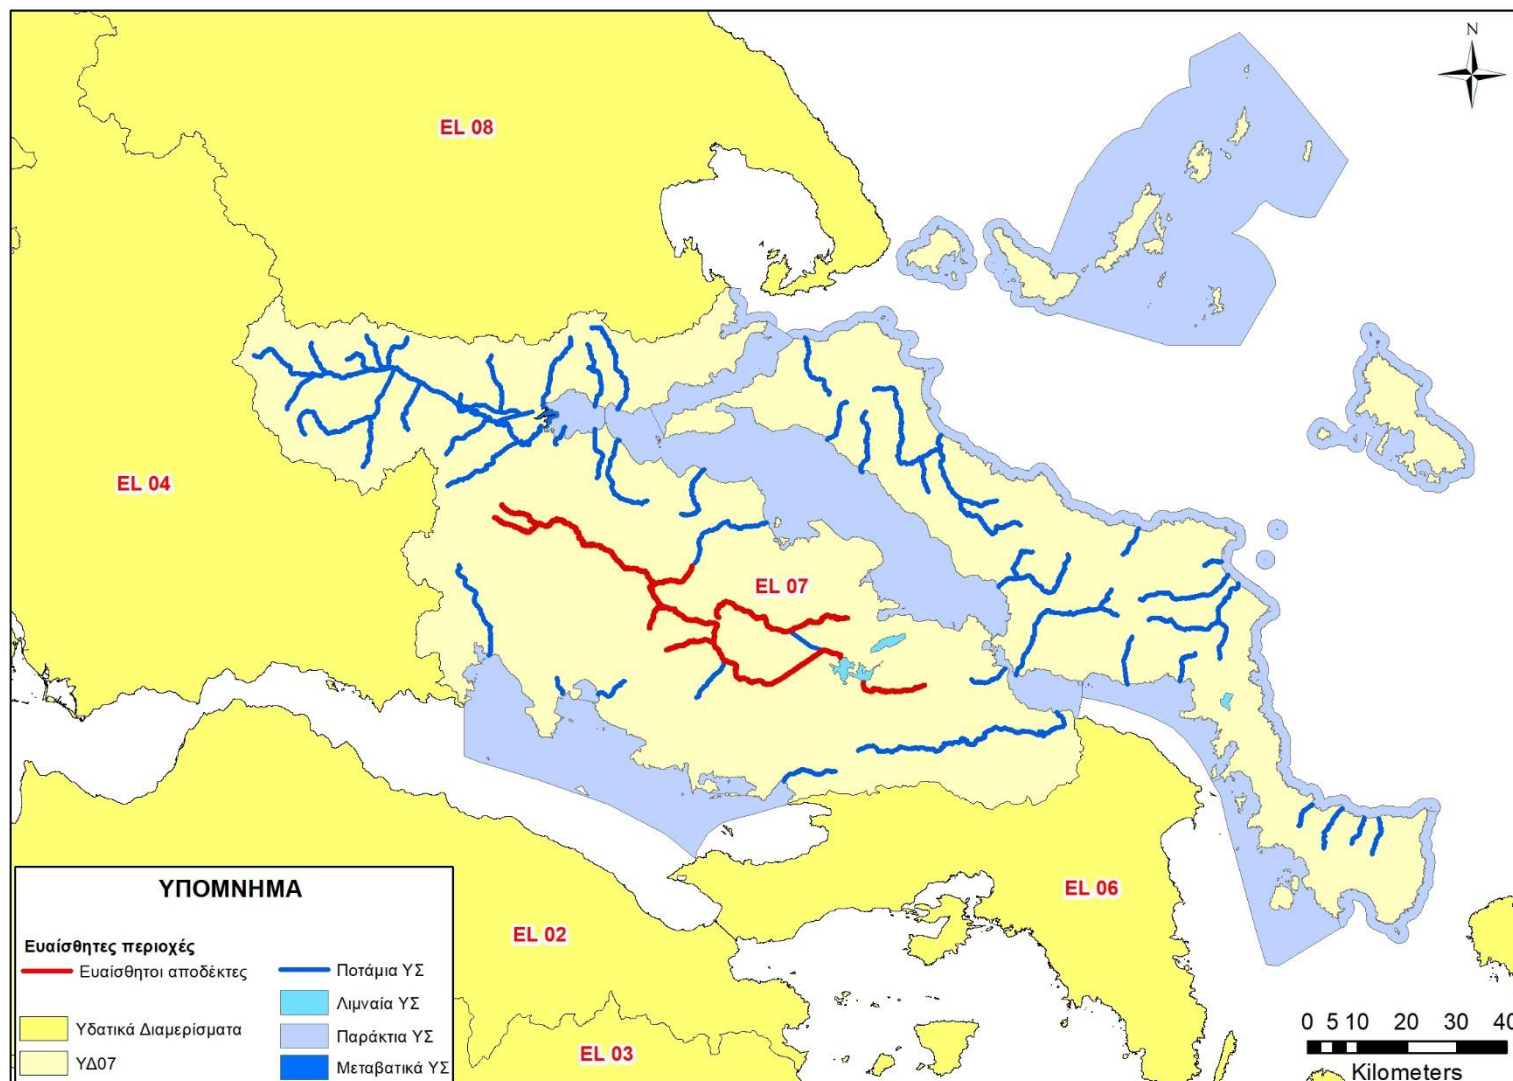 N
EL 08
EL 04
EL 07
EL 06
EL 02
EL 03
ΥΠΟΜΝΗΜΑ
Ευαίσθητες περιοχές
Ευαίσθητοι αποδέκτες
Υδατικά Διαμερίσματα
ΥΔ07
Ποτάμια ΥΣ
Λιμναία ΥΣ
Παράκτια ΥΣ
Μεταβατικά ΥΣ
0 5 10 20 30 40
Kilometers